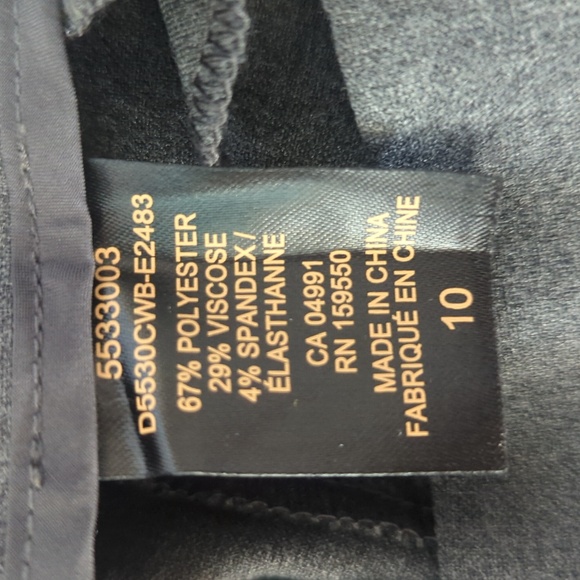 5533003
D5530CWB-E2483
67% POLYESTER
29% VISCOSE
4% SPANDEX /
ÉLASTHANNE
CA 04991
RN 159550
MADE IN CHINA
FABRIQUÉ EN CHINE
10